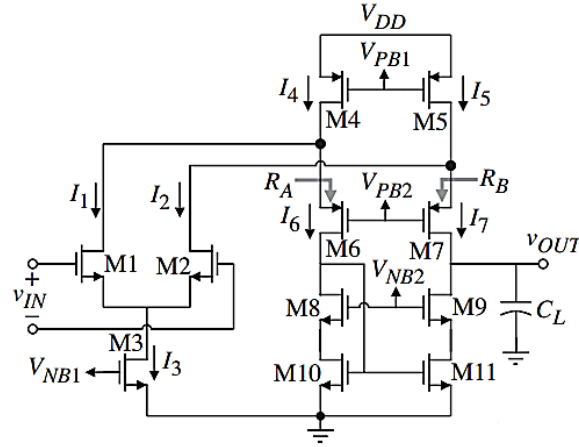 V_DD
V_PB1
I_4
I_5
M4
M5
R_A
V_PB2
R_B
I_1
I_2
I_6
I_7
M6
M7
v_OUT
M1
M2
+
v_IN
−
V_NB2
M8
M9
C_L
M3
I_3
V_NB1
M10
M11